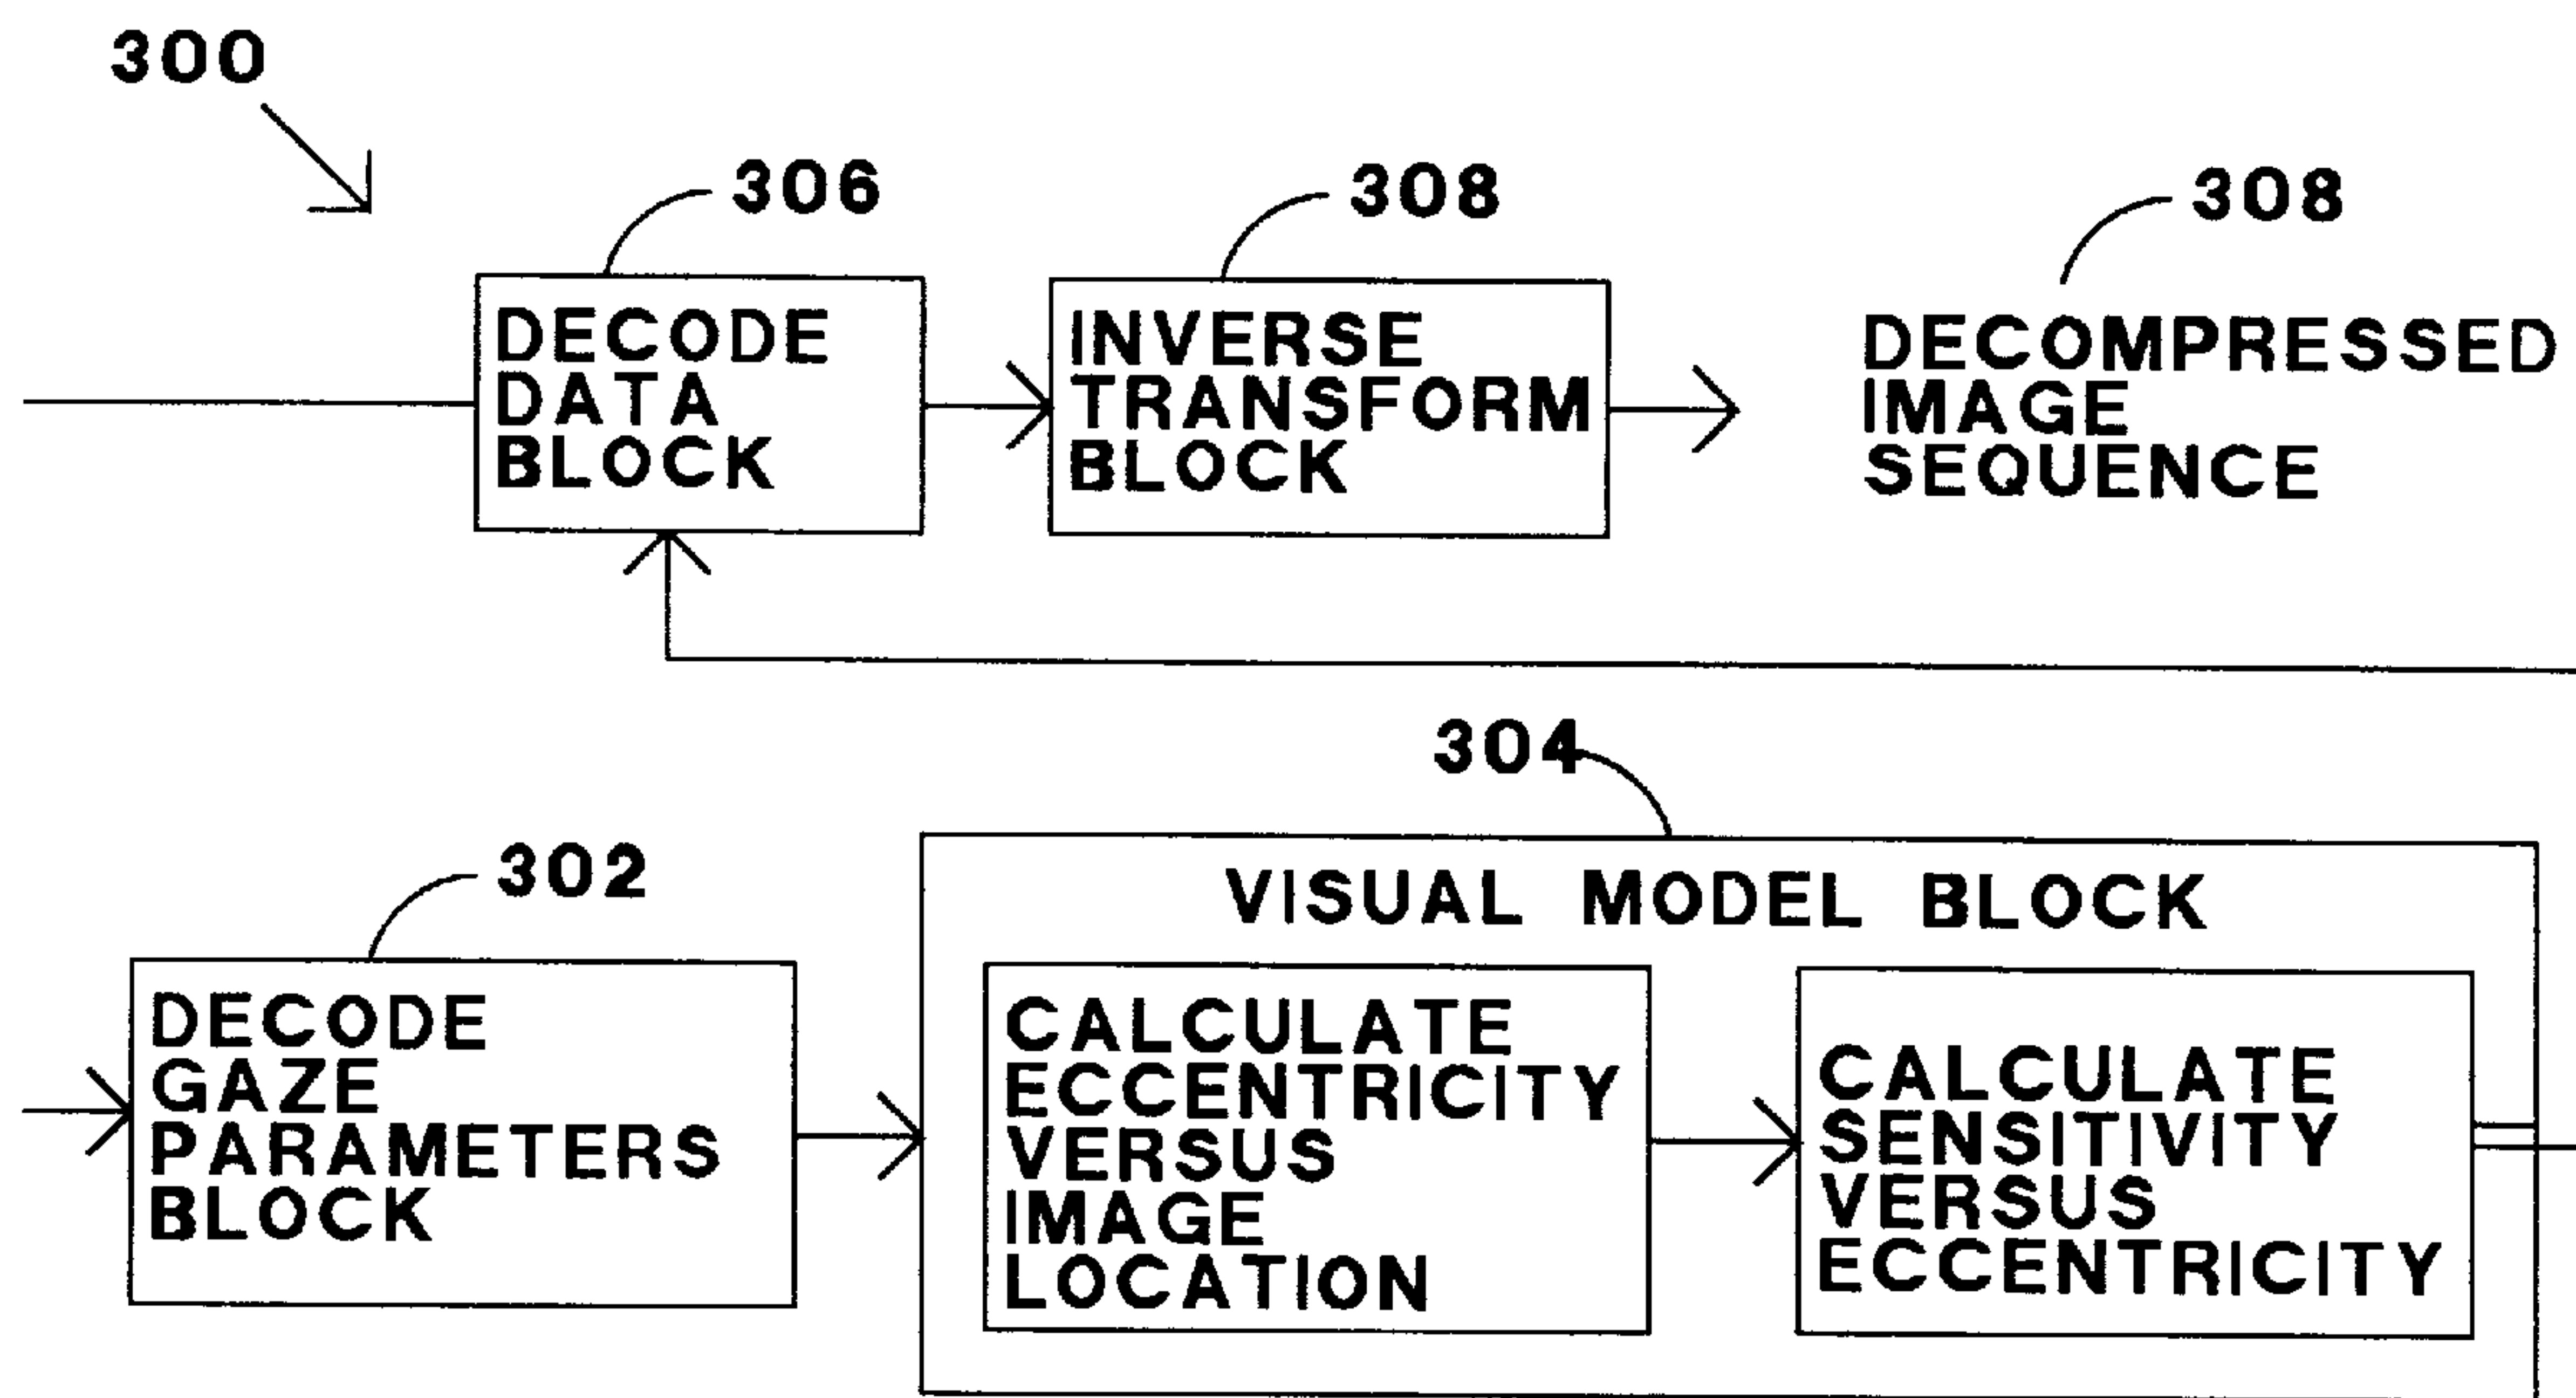 300
306
308
308
DECODE
DATA
BLOCK
INVERSE
TRANSFORM
BLOCK
DECOMPRESSED
IMAGE
SEQUENCE
304
302
VISUAL MODEL BLOCK
DECODE
GAZE
PARAMETERS
BLOCK
CALCULATE
ECCENTRICITY
VERSUS
IMAGE
LOCATION
CALCULATE
SENSITIVITY
VERSUS
ECCENTRICITY